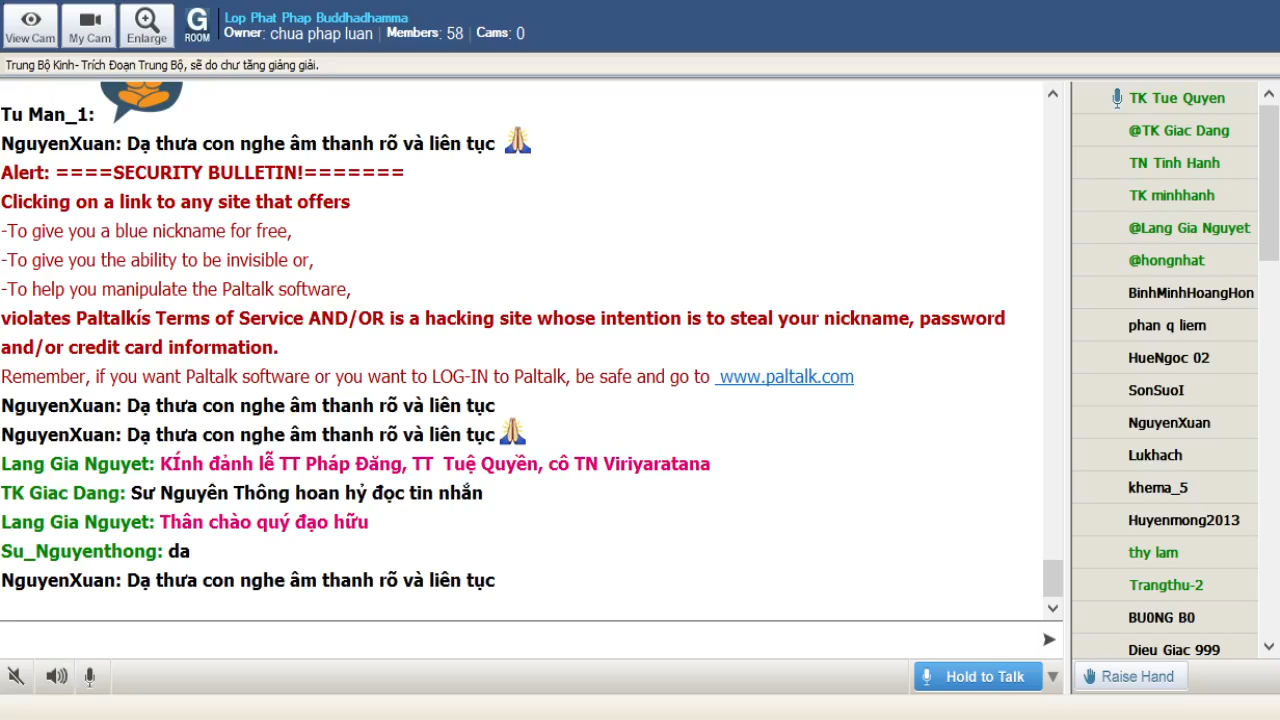 View Cam
My Cam
Enlarge
G
ROOM
Lop Phat Phap Buddhadhamma
Owner: chua phap luan | Members: 58 | Cams: 0
Trung Bộ Kinh- Trích Đoạn Trung Bộ, sẽ do chư tăng giảng giải.
Tu Man_1:
NguyenXuan: Dạ thưa con nghe âm thanh rõ và liên tục
Alert: ====SECURITY BULLETIN!=======
Clicking on a link to any site that offers
-To give you a blue nickname for free,
-To give you the ability to be invisible or,
-To help you manipulate the Paltalk software,
violates Paltalkís Terms of Service AND/OR is a hacking site whose intention is to steal your nickname, password
and/or credit card information.
Remember, if you want Paltalk software or you want to LOG-IN to Paltalk, be safe and go to www.paltalk.com
NguyenXuan: Dạ thưa con nghe âm thanh rõ và liên tục
NguyenXuan: Dạ thưa con nghe âm thanh rõ và liên tục
Lang Gia Nguyet: KÍnh đảnh lễ TT Pháp Đăng, TT Tuệ Quyền, cô TN Viriyaratana
TK Giac Dang: Sư Nguyên Thông hoan hỷ đọc tin nhắn
Lang Gia Nguyet: Thân chào quý đạo hữu
Su_Nguyenthong: da
NguyenXuan: Dạ thưa con nghe âm thanh rõ và liên tục
Hold to Talk
TK Tue Quyen
@TK Giac Dang
TN Tinh Hanh
TK minhhanh
@Lang Gia Nguyet
@hongnhat
BinhMinhHoangHon
phan q liem
HueNgoc 02
SonSuoI
NguyenXuan
Lukhach
khema_5
Huyenmong2013
thy lam
Trangthu-2
BU0NG B0
Dieu Giac 999
Raise Hand